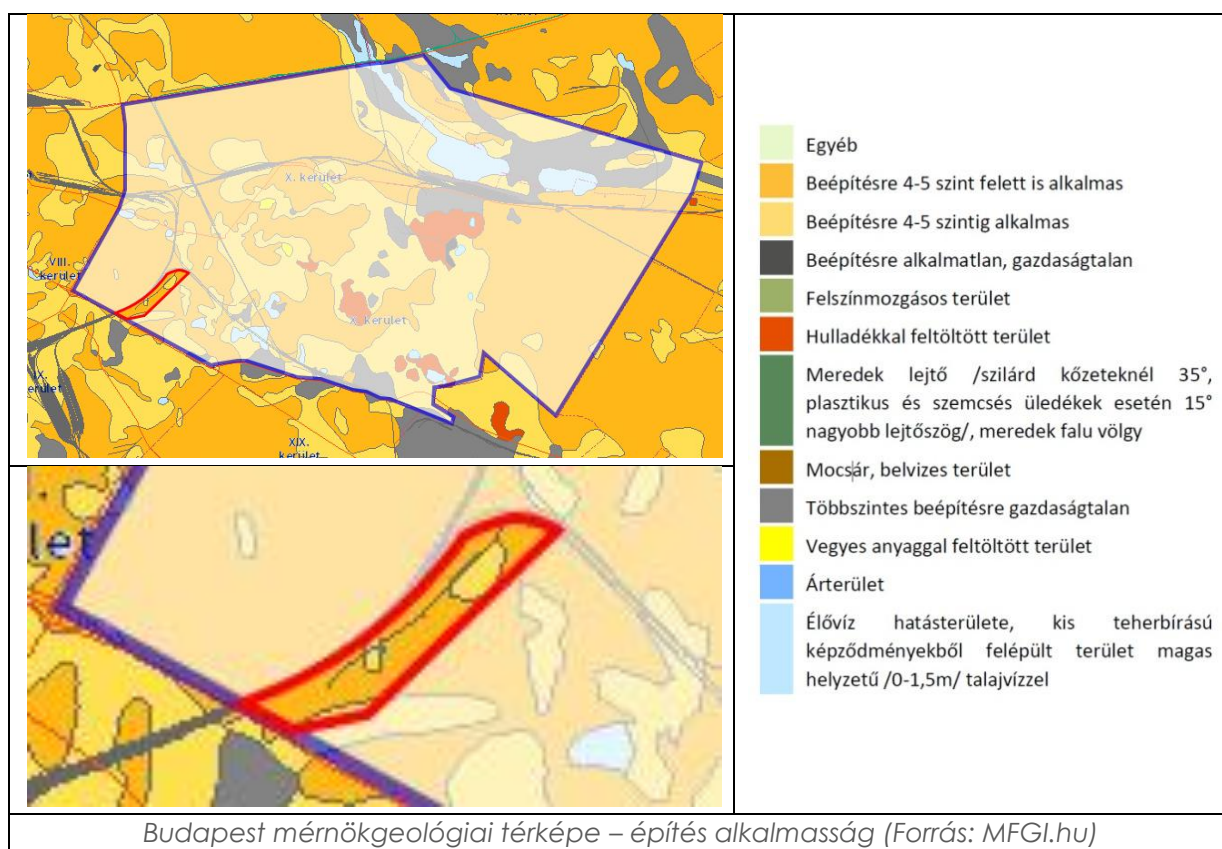 X. kerület
VIII.
kerület
X. kerület
IX.
kerület
XIX.
kerület
let
Egyéb
Beépítésre 4-5 szint felett is alkalmas
Beépítésre 4-5 szintig alkalmas
Beépítésre alkalmatlan, gazdaságtalan
Felszínmozgásos terület
Hulladékkal feltöltött terület
Meredek lejtő /szilárd kőzeteknél 35°,
plasztikus és szemcsés üledékek esetén 15°
nagyobb lejtőszög/, meredek falu völgy
Mocsár, belvizes terület
Többszintes beépítésre gazdaságtalan
Vegyes anyaggal feltöltött terület
Árterület
Élővíz hatásterülete, kis teherbírású
képződményekből felépült terület magas
helyzetű /0-1,5m/ talajvízzel
Budapest mérnökgeológiai térképe – építés alkalmasság (Forrás: MFGI.hu)